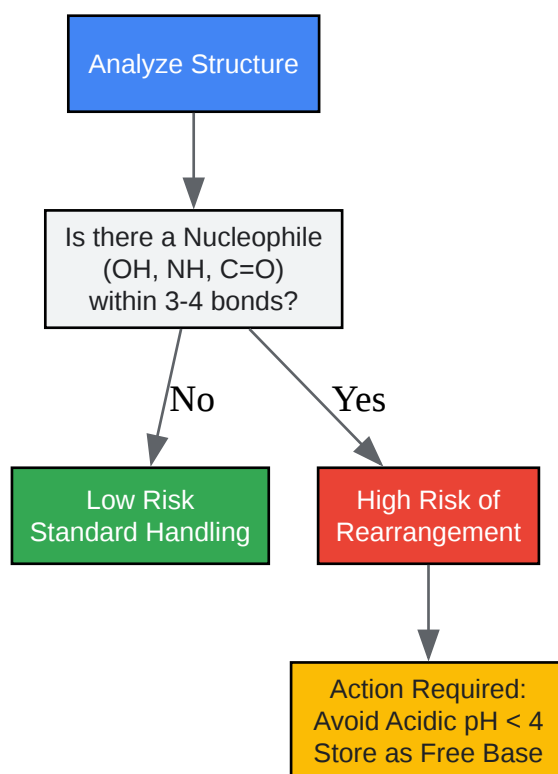 Analyze Structure
Is there a Nucleophile
(OH, NH, C=O)
within 3-4 bonds?
No
Yes
Low Risk
Standard Handling
High Risk of
Rearrangement
Action Required:
Avoid Acidic pH < 4
Store as Free Base